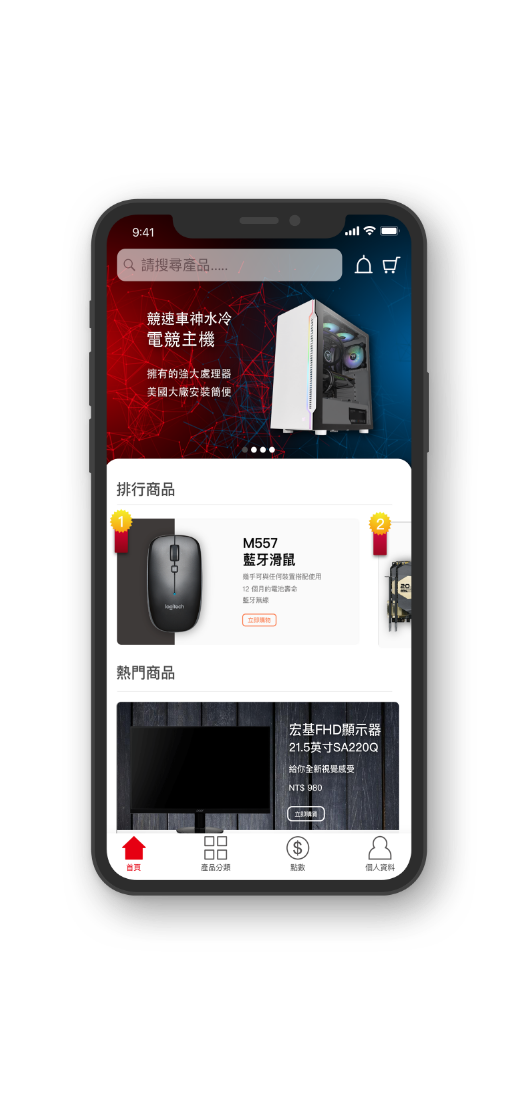 9:41
請搜尋產品.....
競速車神水冷
電競主機
擁有的強大處理器
美國大廠安裝簡便
排行商品
1
2
M557
藍牙滑鼠
幾乎可與任何裝置搭配使用
12 個月的電池壽命
藍牙無線
立即購物
logitech
20
熱門商品
宏基FHD顯示器
21.5英寸SA220Q
給你全新視覺感受
NT$ 980
立即購買
首頁
產品分類
點數
個人資料